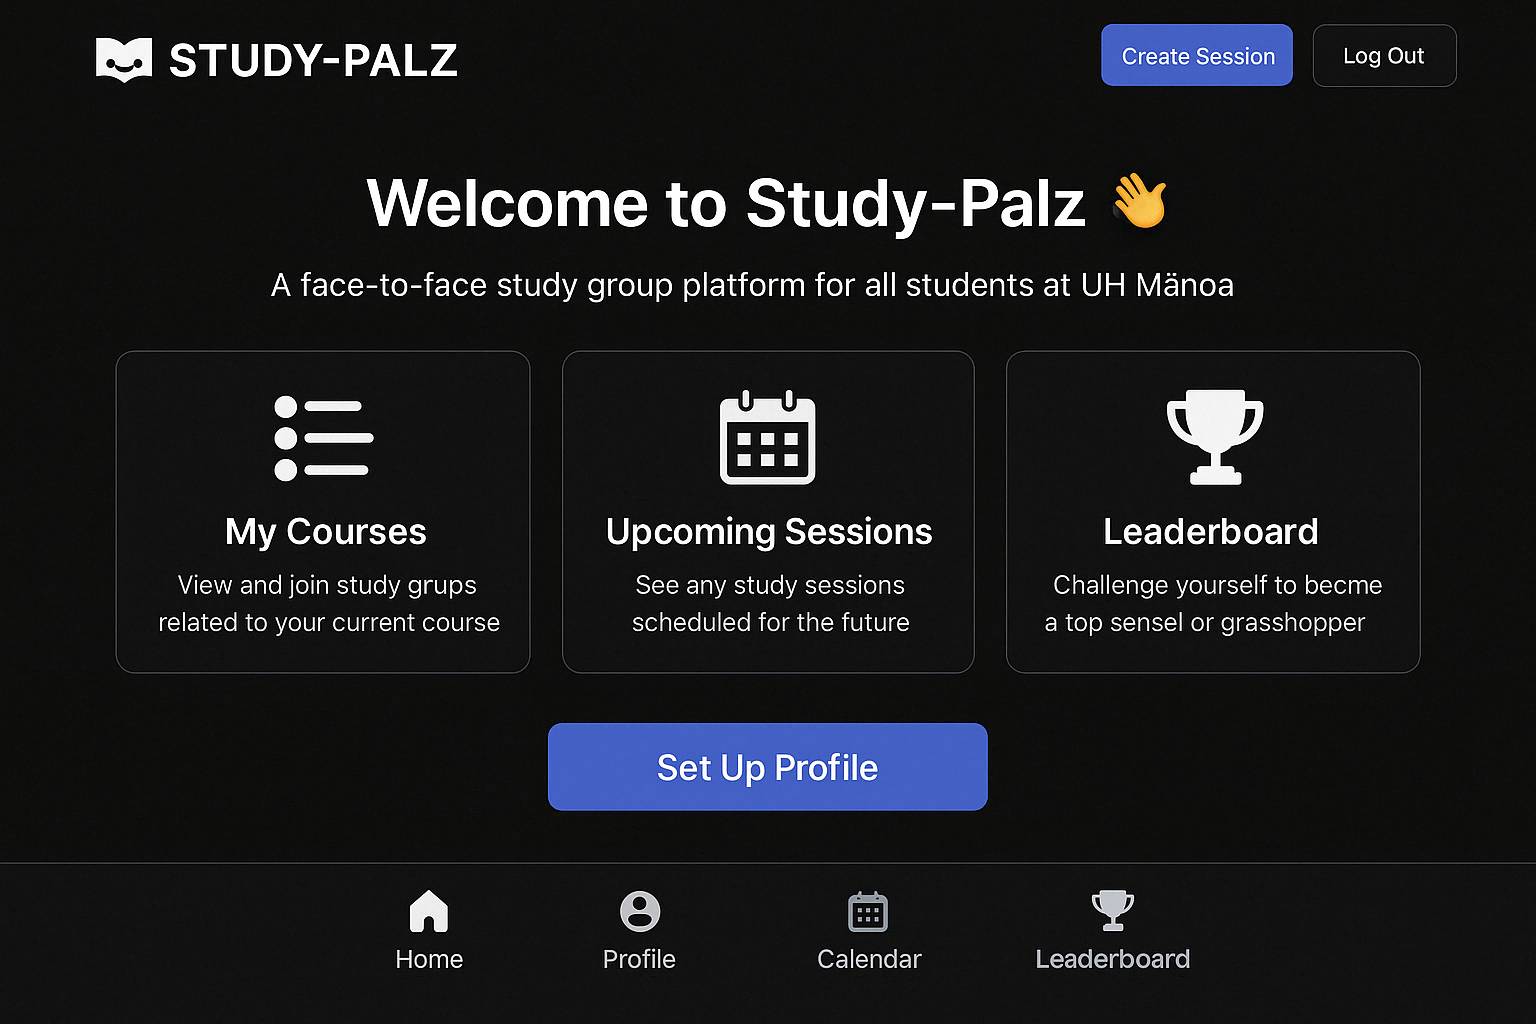 STUDY-PALZ
Create Session
Log Out
Welcome to Study-Palz 👋
A face-to-face study group platform for all students at UH Mänoa
My Courses
View and join study grups
related to your current course
Upcoming Sessions
See any study sessions
scheduled for the future
Leaderboard
Challenge yourself to becme
a top sensel or grasshopper
Set Up Profile
Home
Profile
Calendar
Leaderboard